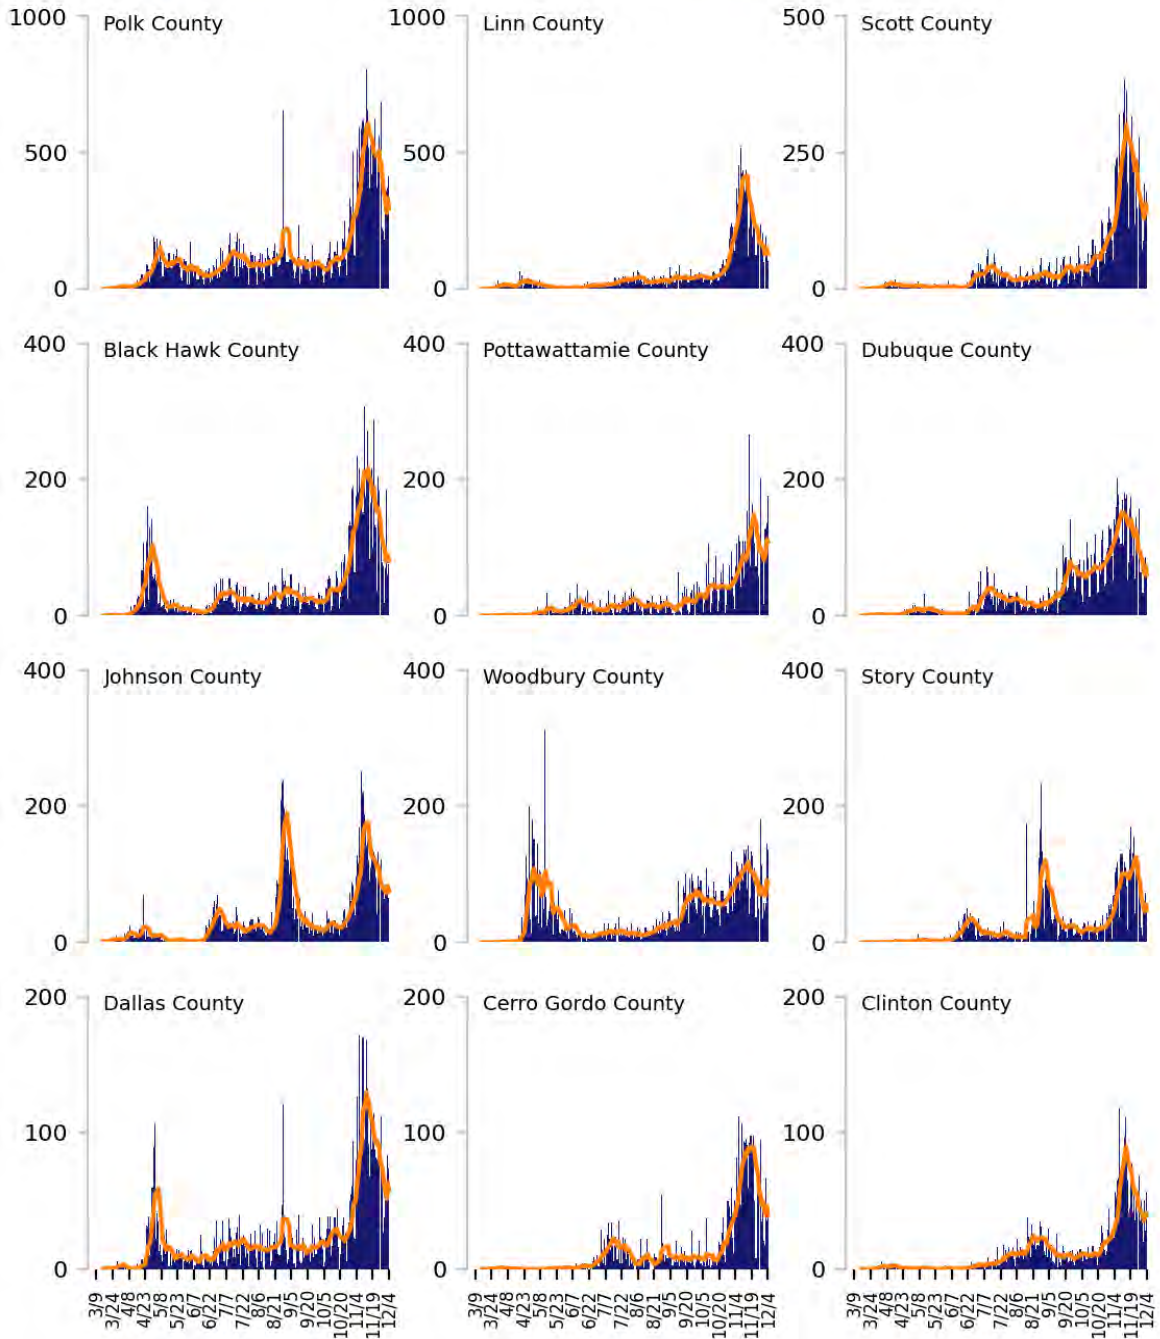 1000 Polk County 1000 Linn County 500 Scott County
500 500 250
0 0 0
400 Black Hawk County 400 Pottawattamie County 400 Dubuque County
200 200 200
0 0 0
400 Johnson County 400 Woodbury County 400 Story County
200 200 200
0 0 0
200 Dallas County 200 Cerro Gordo County 200 Clinton County
100 100 100
0 0 0
3/9 3/24 4/8 4/23 5/8 5/23 6/7 6/22 7/7 7/22 8/6 8/21 9/5 9/20 10/5 10/20 11/4 11/19 12/4 3/9 3/24 4/8 4/23 5/8 5/23 6/7 6/22 7/7 7/22 8/6 8/21 9/5 9/20 10/5 10/20 11/4 11/19 12/4 3/9 3/24 4/8 4/23 5/8 5/23 6/7 6/22 7/7 7/22 8/6 8/21 9/5 9/20 10/5 10/20 11/4 11/19 12/4